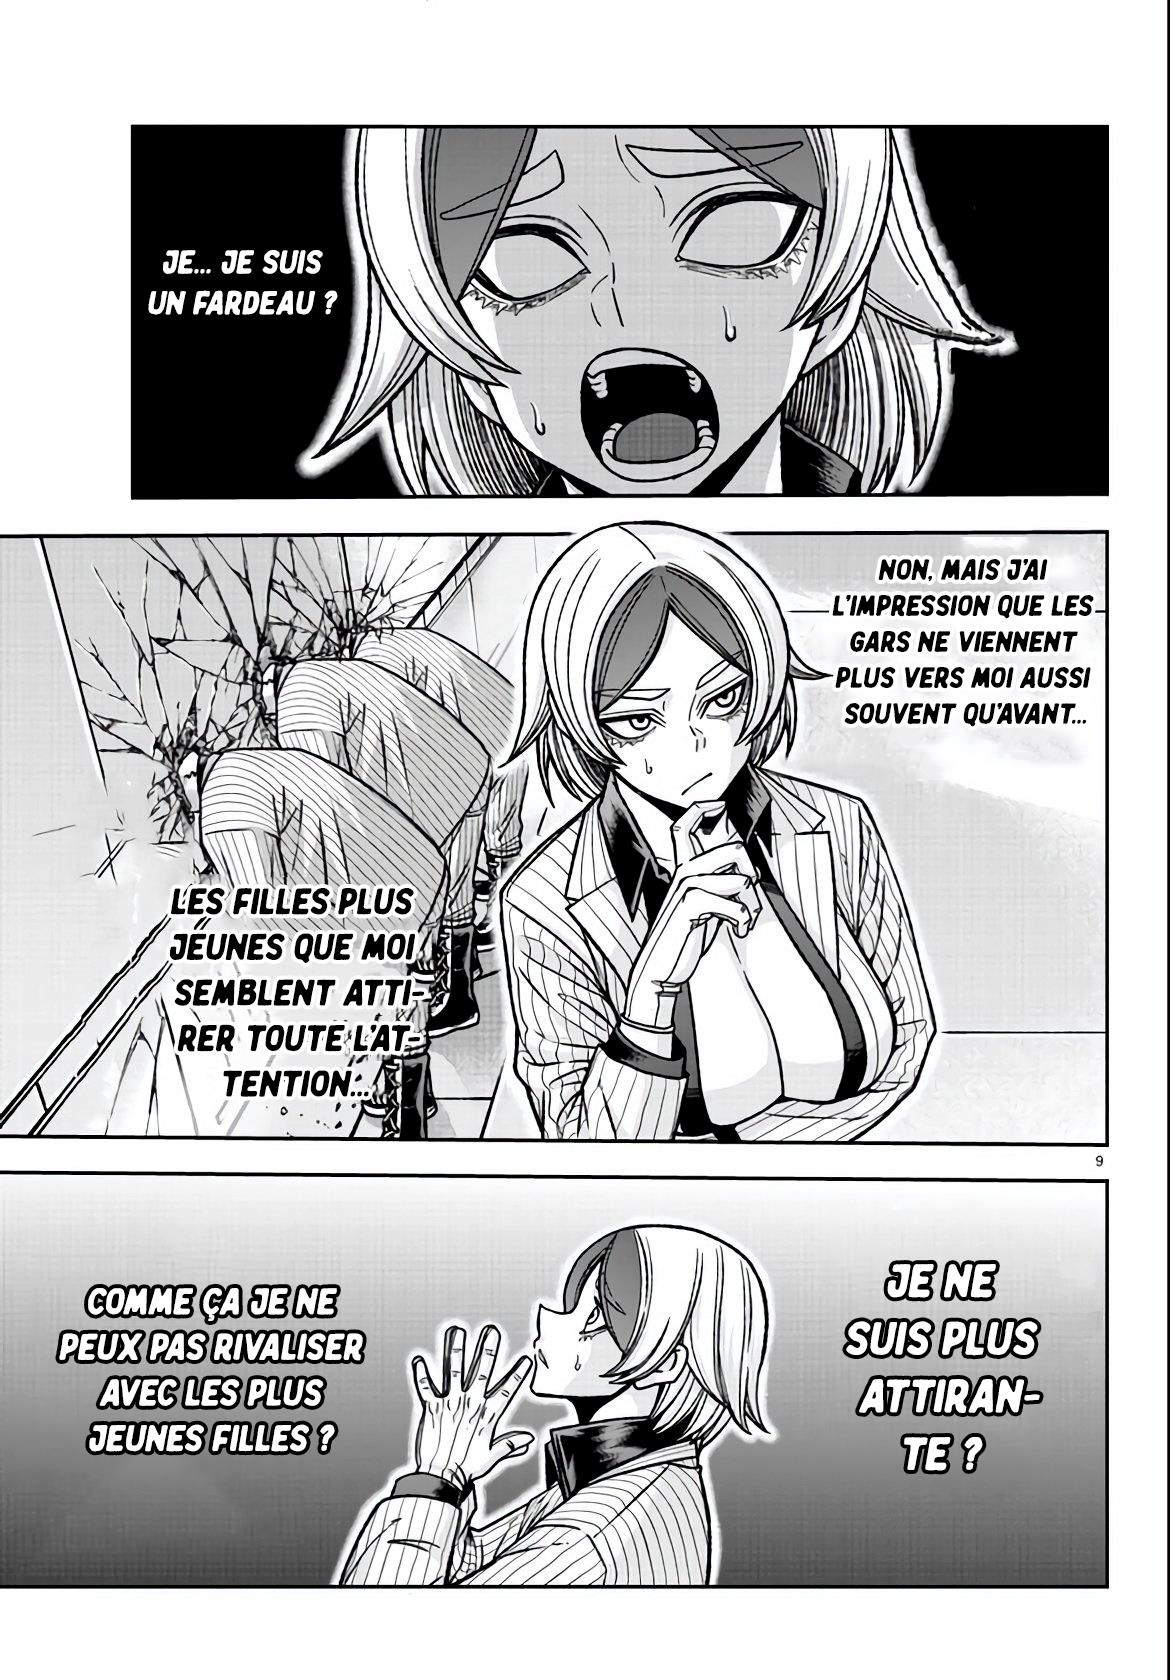 JE... JE SUIS
UN FARDEAU ?
NON, MAIS J'AI
L'IMPRESSION QUE LES
GARS NE VIENNENT
PLUS VERS MOI AUSSI
SOUVENT QU'AVANT...
LES FILLES PLUS
JEUNES QUE MOI
SEMBLENT ATTI-
RER TOUTE L'AT-
TENTION...
9
JE NE
SUIS PLUS
ATTIRAN-
TE ?
COMME ÇA JE NE
PEUX PAS RIVALISER
AVEC LES PLUS
JEUNES FILLES ?